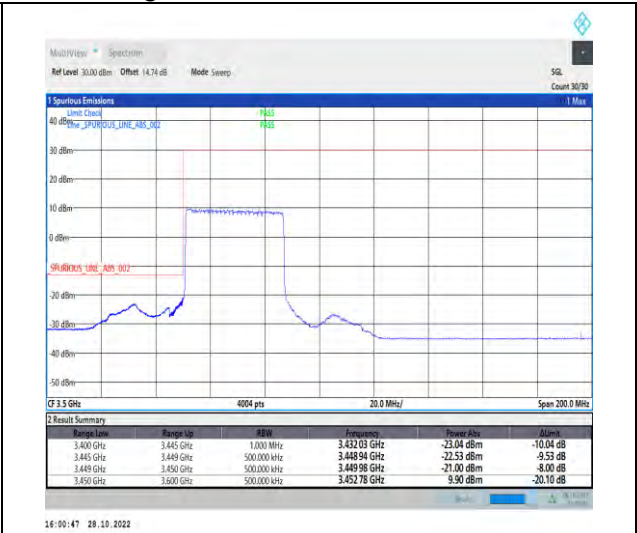 MultiView Spectrum
Ref Level 30.00 dBm Offset 14.74 dB Mode Sweep SGL
Count 30/30
1 Spurious Emissions 1 Max
Limit Check PASS
40 dBm Line _SPURIOUS_LINE_ABS_002 PASS
30 dBm
20 dBm
10 dBm
0 dBm
SPURIOUS_LINE_ABS_002
-20 dBm
-30 dBm
-40 dBm
-50 dBm
CF 3.5 GHz 4004 pts 20.0 MHz/ Span 200.0 MHz
2 Result Summary
Range Low Range Up RBW Frequency Power Abs ΔLimit
3.400 GHz 3.445 GHz 1.000 MHz 3.432 03 GHz -23.04 dBm -10.04 dB
3.445 GHz 3.449 GHz 500.000 kHz 3.448 94 GHz -22.53 dBm -9.53 dB
3.449 GHz 3.450 GHz 500.000 kHz 3.449 98 GHz -21.00 dBm -8.00 dB
3.450 GHz 3.600 GHz 500.000 kHz 3.452 78 GHz 9.90 dBm -20.10 dB
16:00:47 28.10.2022